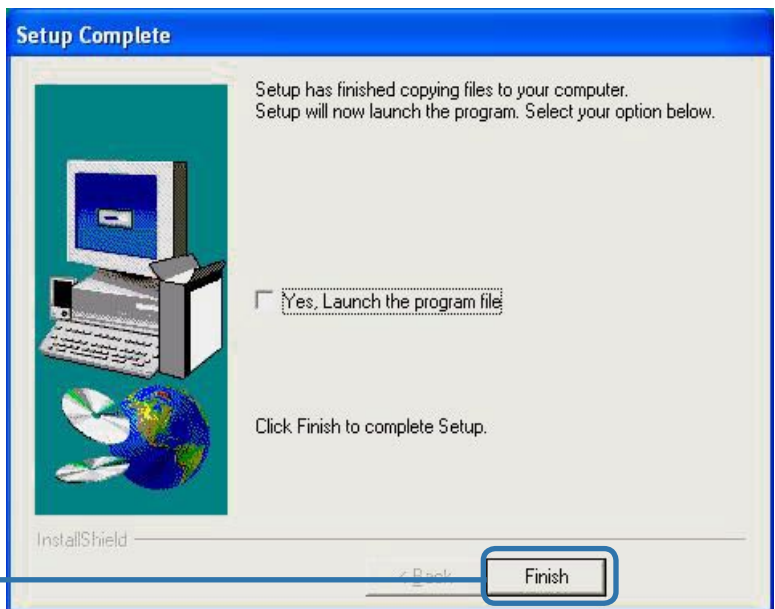 Setup Complete
Setup has finished copying files to your computer.
Setup will now launch the program. Select your option below.
Yes, Launch the program file
Click Finish to complete Setup.
InstallShield
< Back
Finish